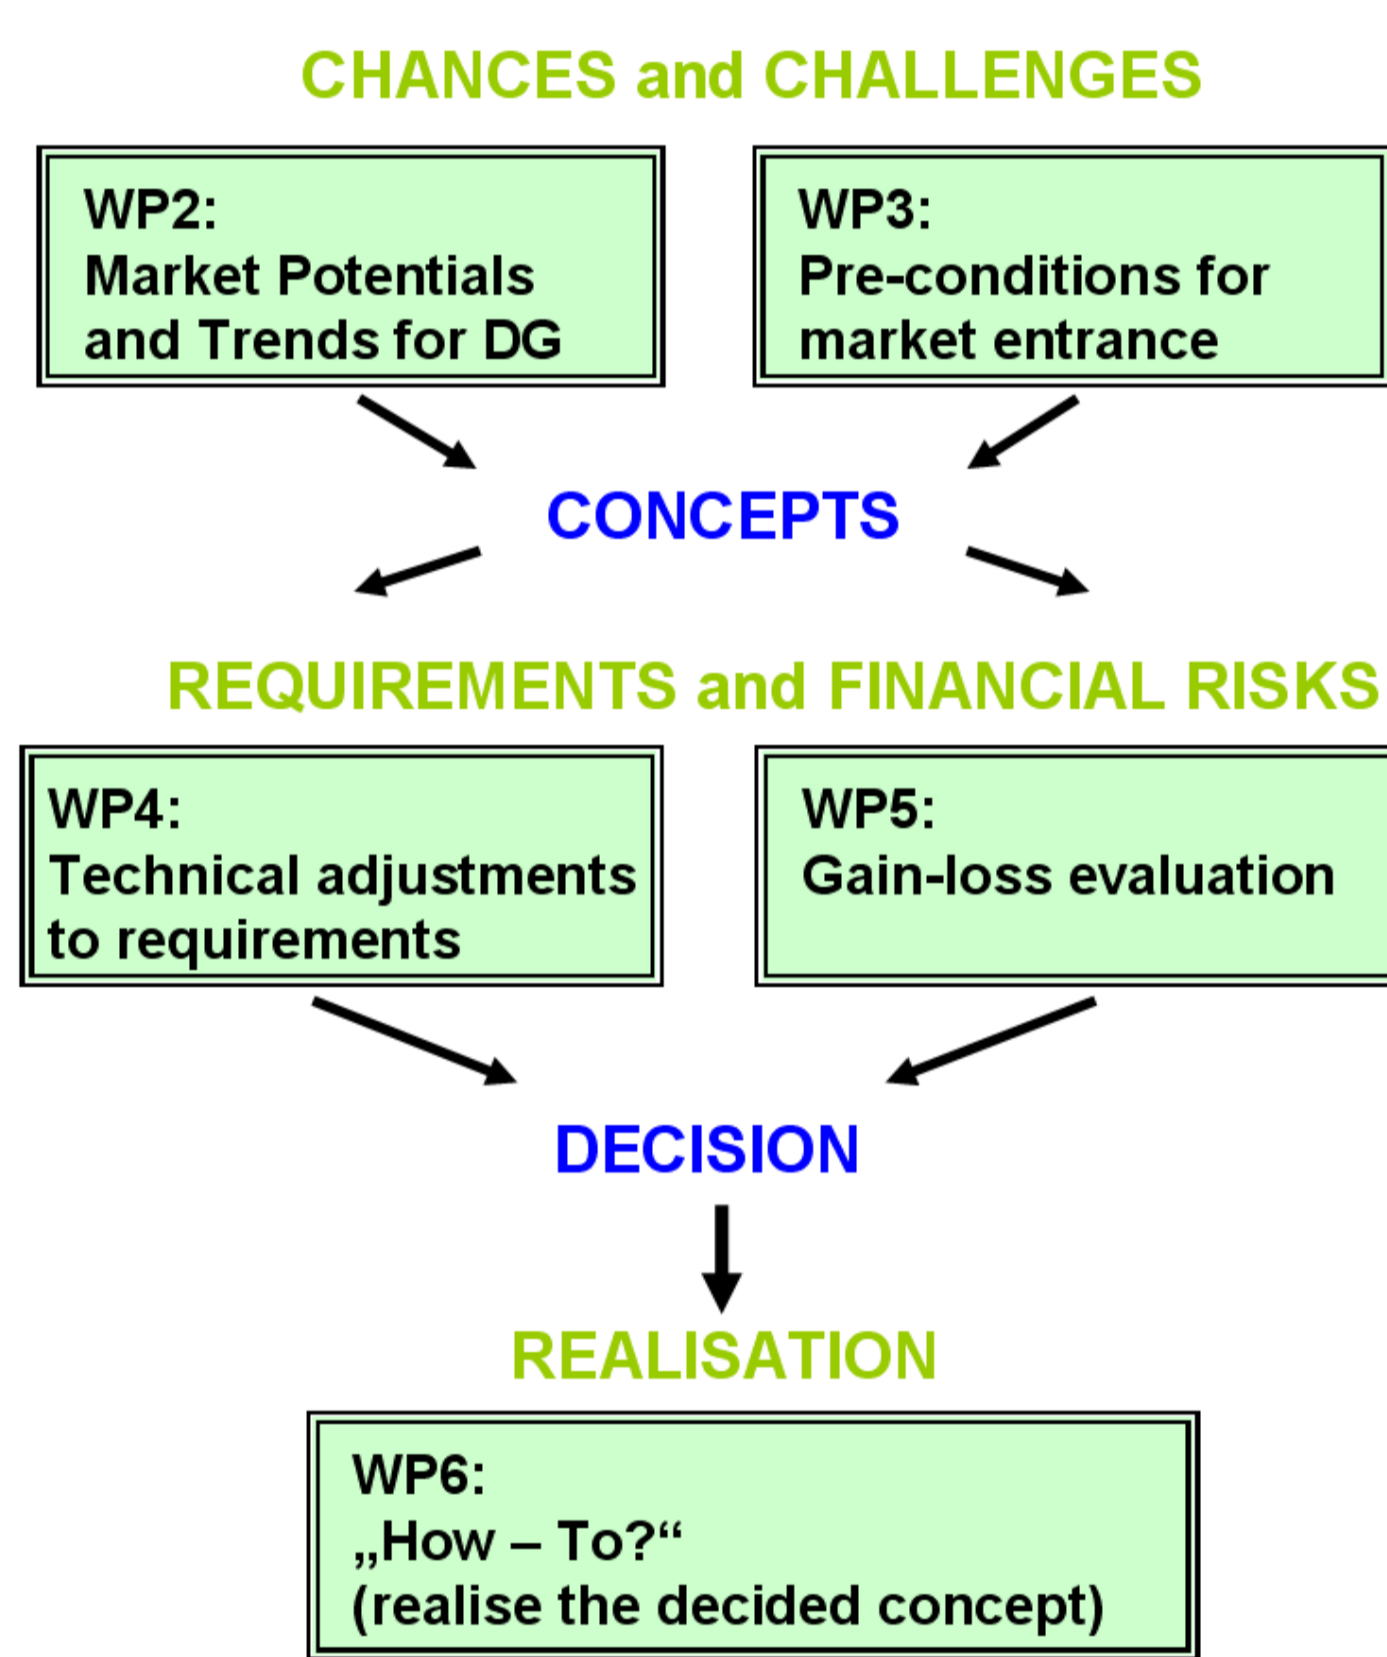 CHANCES and CHALLENGES
WP2:
Market Potentials
and Trends for DG
WP3:
Pre-conditions for
market entrance
CONCEPTS
REQUIREMENTS and FINANCIAL RISKS
WP4:
Technical adjustments
to requirements
WP5:
Gain-loss evaluation
DECISION
REALISATION
WP6:
„How – To?“
(realise the decided concept)